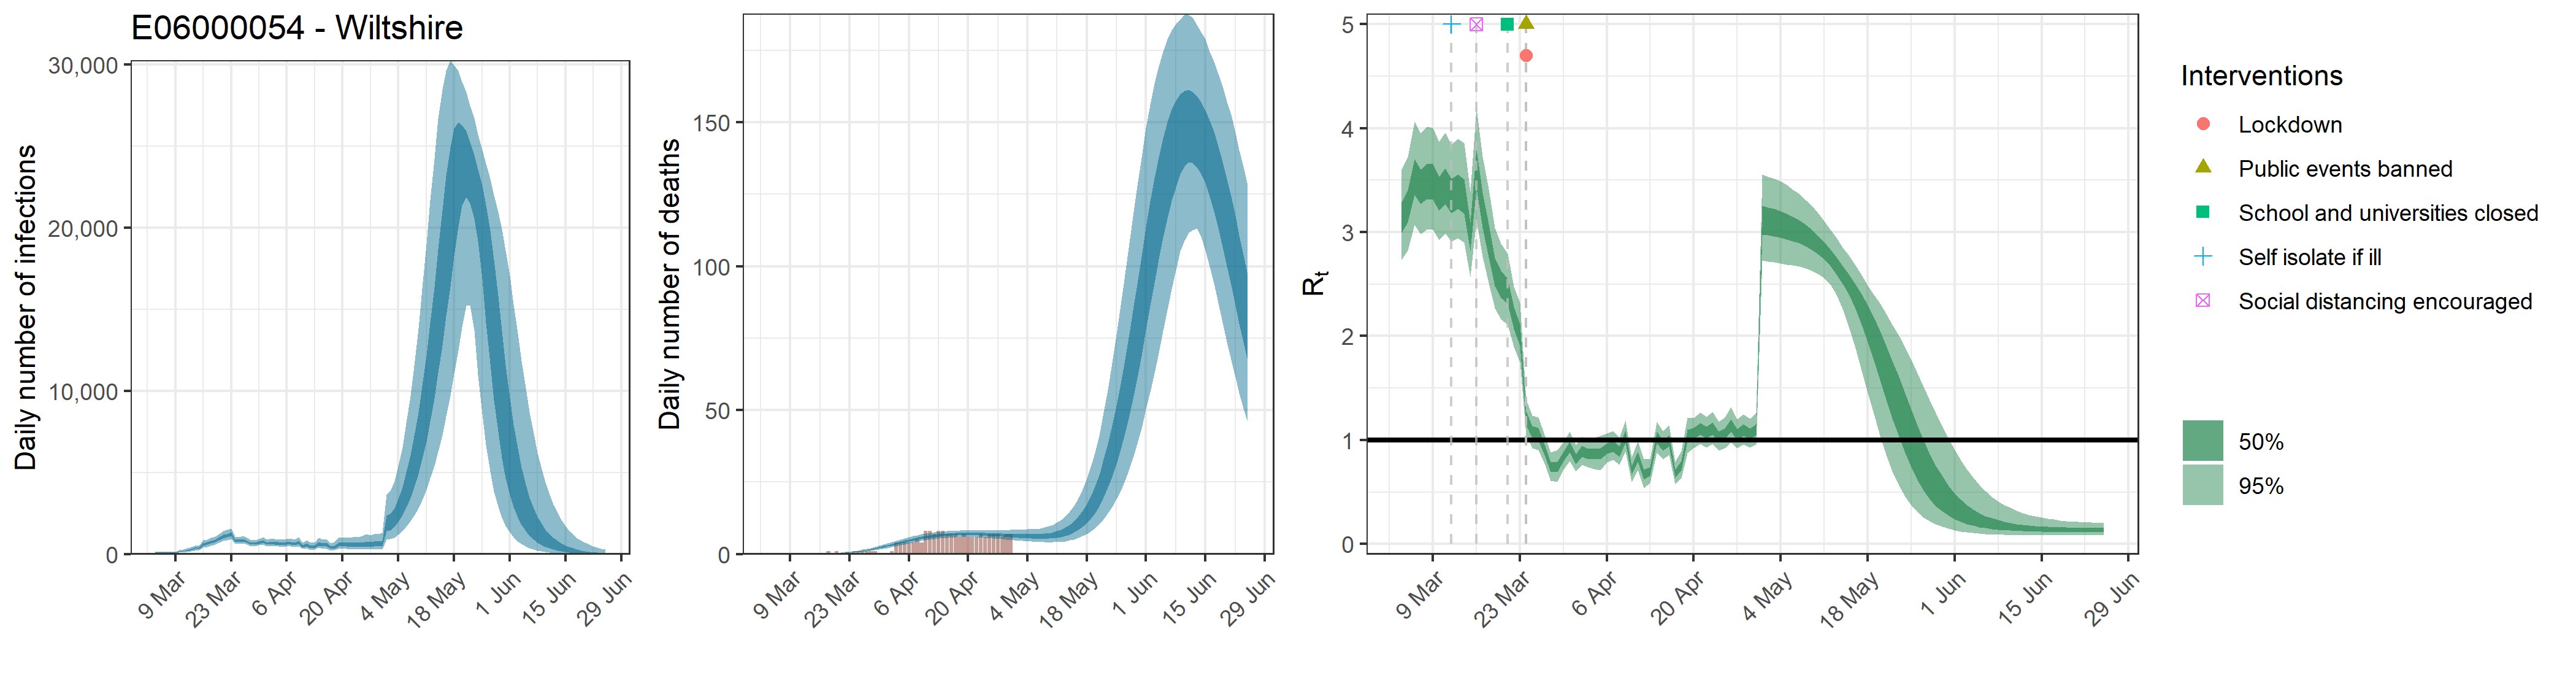 E06000054 - Wiltshire
Daily number of infections
30,000
20,000
10,000
0
9 Mar
23 Mar
6 Apr
20 Apr
4 May
18 May
1 Jun
15 Jun
29 Jun
Daily number of deaths
150
100
50
0
9 Mar
23 Mar
6 Apr
20 Apr
4 May
18 May
1 Jun
15 Jun
29 Jun
Rt
5
4
3
2
1
0
9 Mar
23 Mar
6 Apr
20 Apr
4 May
18 May
1 Jun
15 Jun
29 Jun
Interventions
Lockdown
Public events banned
School and universities closed
Self isolate if ill
Social distancing encouraged
50%
95%